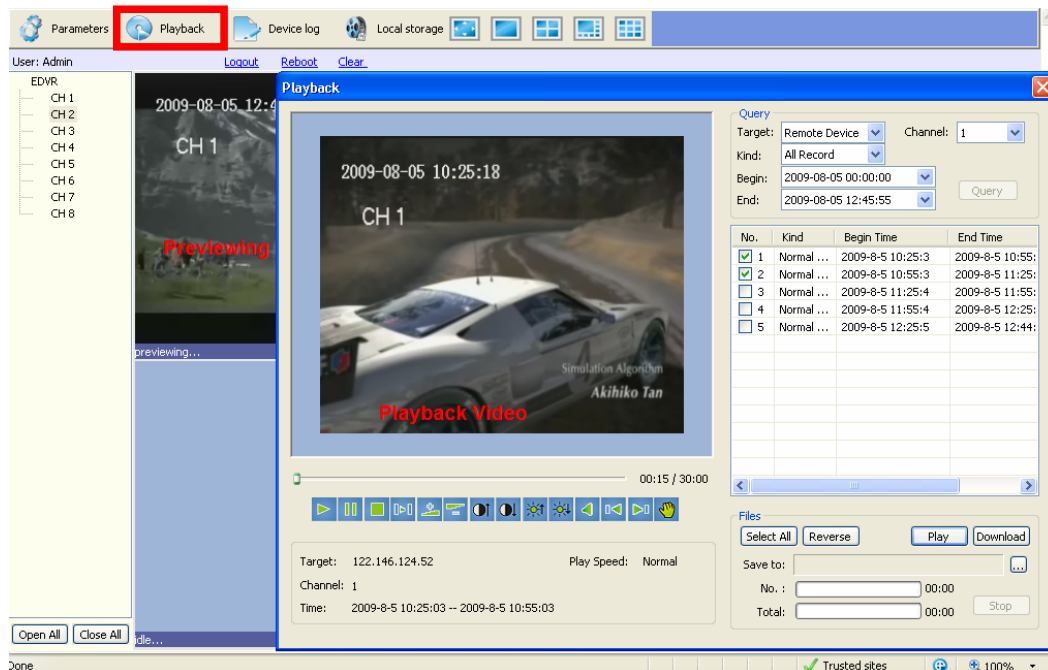 Parameters Playback Device log Local storage
User: Admin Logout Reboot Clear
EDVR
CH 1
CH 2
CH 3
CH 4
CH 5
CH 6
CH 7
CH 8
Open All Close All
2009-08-05 12:4
CH 1
Previewing
previewing...
idle...
Playback
2009-08-05 10:25:18
CH 1
Simulation Algorithm
Akihiko Tan
Playback Video
00:15 / 30:00
Target: 122.146.124.52 Play Speed: Normal
Channel: 1
Time: 2009-8-5 10:25:03 -- 2009-8-5 10:55:03
Query
Target: Remote Device Channel: 1
Kind: All Record
Begin: 2009-08-05 00:00:00
End: 2009-08-05 12:45:55
Query
No. Kind Begin Time End Time
1 Normal ... 2009-8-5 10:25:3 2009-8-5 10:55:
2 Normal ... 2009-8-5 10:55:3 2009-8-5 11:25:
3 Normal ... 2009-8-5 11:25:4 2009-8-5 11:55:
4 Normal ... 2009-8-5 11:55:4 2009-8-5 12:25:
5 Normal ... 2009-8-5 12:25:5 2009-8-5 12:44:
Files
Select All Reverse Play Download
Save to: ...
No. : 00:00
Total: 00:00
Stop
Done Trusted sites 100%